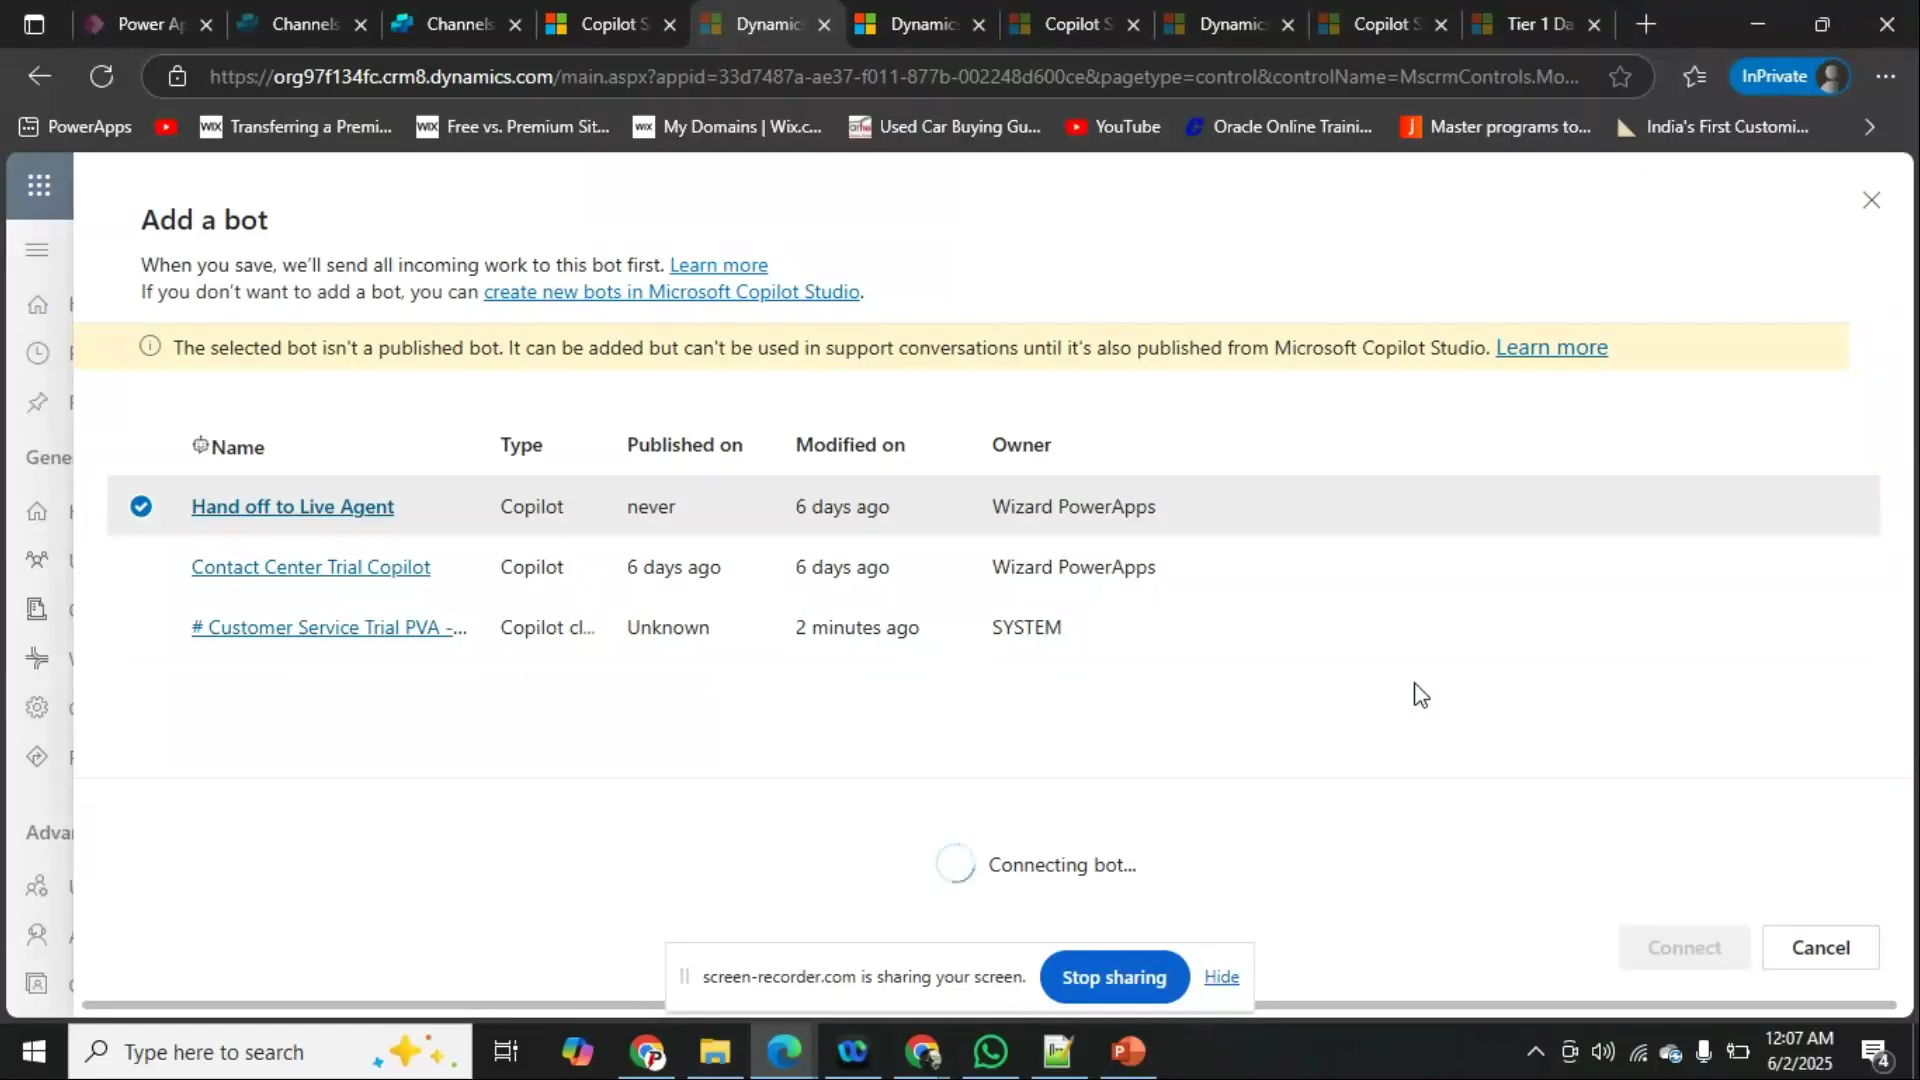 Power Ap
Channels
Channels
Copilot S
Dynamic
Dynamic
Copilot S
Dynamic
Copilot S
Tier 1 Da
https://org97f134fc.crm8.dynamics.com/main.aspx?appid=33d7487a-ae37-f011-877b-002248d600ce&pagetype=control&controlName=MscrmControls.Mo...
InPrivate
PowerApps
WIX Transferring a Premi...
WIX Free vs. Premium Sit...
WIX My Domains | Wix.c...
Used Car Buying Gu...
YouTube
Oracle Online Traini...
Master programs to...
India's First Customi...
Add a bot
When you save, we'll send all incoming work to this bot first. Learn more
If you don't want to add a bot, you can create new bots in Microsoft Copilot Studio.
The selected bot isn't a published bot. It can be added but can't be used in support conversations until it's also published from Microsoft Copilot Studio. Learn more
Name Type Published on Modified on Owner
Hand off to Live Agent Copilot never 6 days ago Wizard PowerApps
Contact Center Trial Copilot Copilot 6 days ago 6 days ago Wizard PowerApps
# Customer Service Trial PVA -... Copilot cl... Unknown 2 minutes ago SYSTEM
Gene
Adva
Connecting bot...
Connect
Cancel
screen-recorder.com is sharing your screen.
Stop sharing
Hide
Type here to search
12:07 AM
6/2/2025
4